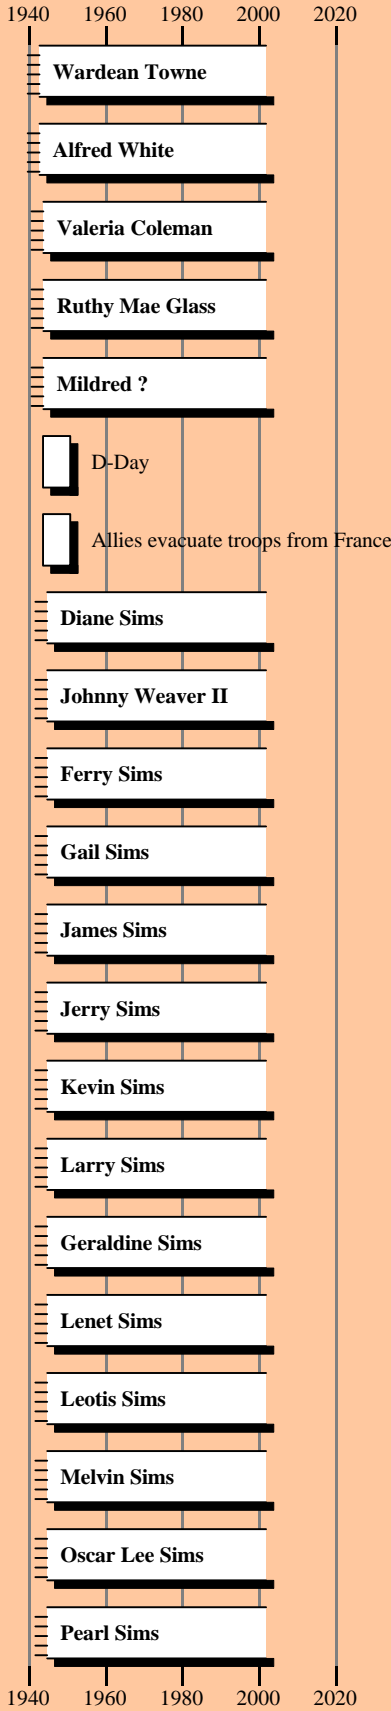 1940 1960 1980 2000 2020
Wardean Towne
Alfred White
Valeria Coleman
Ruthy Mae Glass
Mildred ?
D-Day
Allies evacuate troops from France
Diane Sims
Johnny Weaver II
Ferry Sims
Gail Sims
James Sims
Jerry Sims
Kevin Sims
Larry Sims
Geraldine Sims
Lenet Sims
Leotis Sims
Melvin Sims
Oscar Lee Sims
Pearl Sims
1940 1960 1980 2000 2020